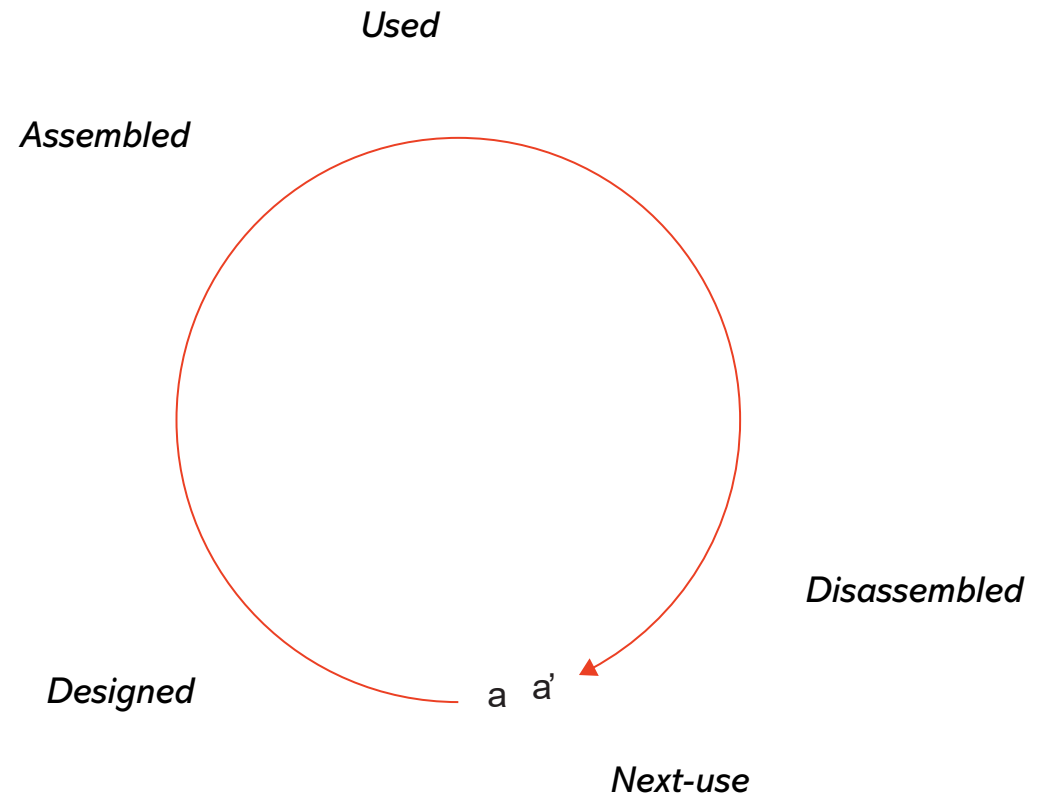 Used
Assembled
Disassembled
Designed
a a’
Next-use